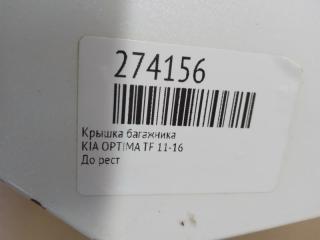 274156
Крышка багажника
KIA OPTIMA TF 11-16
До рест